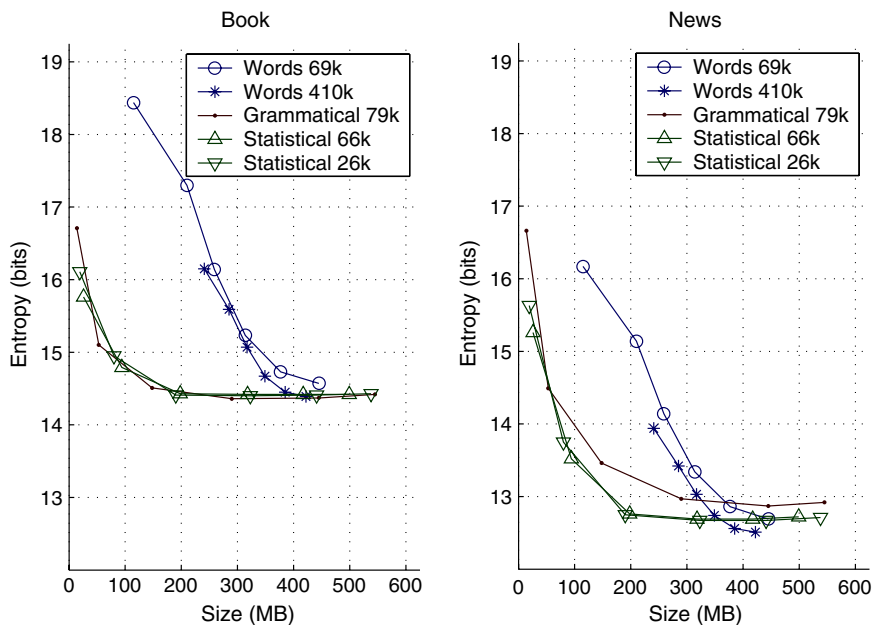 Book
19
18
17
16
15
14
13
Entropy (bits)
0 100 200 300 400 500 600
Size (MB)
Words 69k
Words 410k
Grammatical 79k
Statistical 66k
Statistical 26k
News
19
18
17
16
15
14
13
Entropy (bits)
0 100 200 300 400 500 600
Size (MB)
Words 69k
Words 410k
Grammatical 79k
Statistical 66k
Statistical 26k